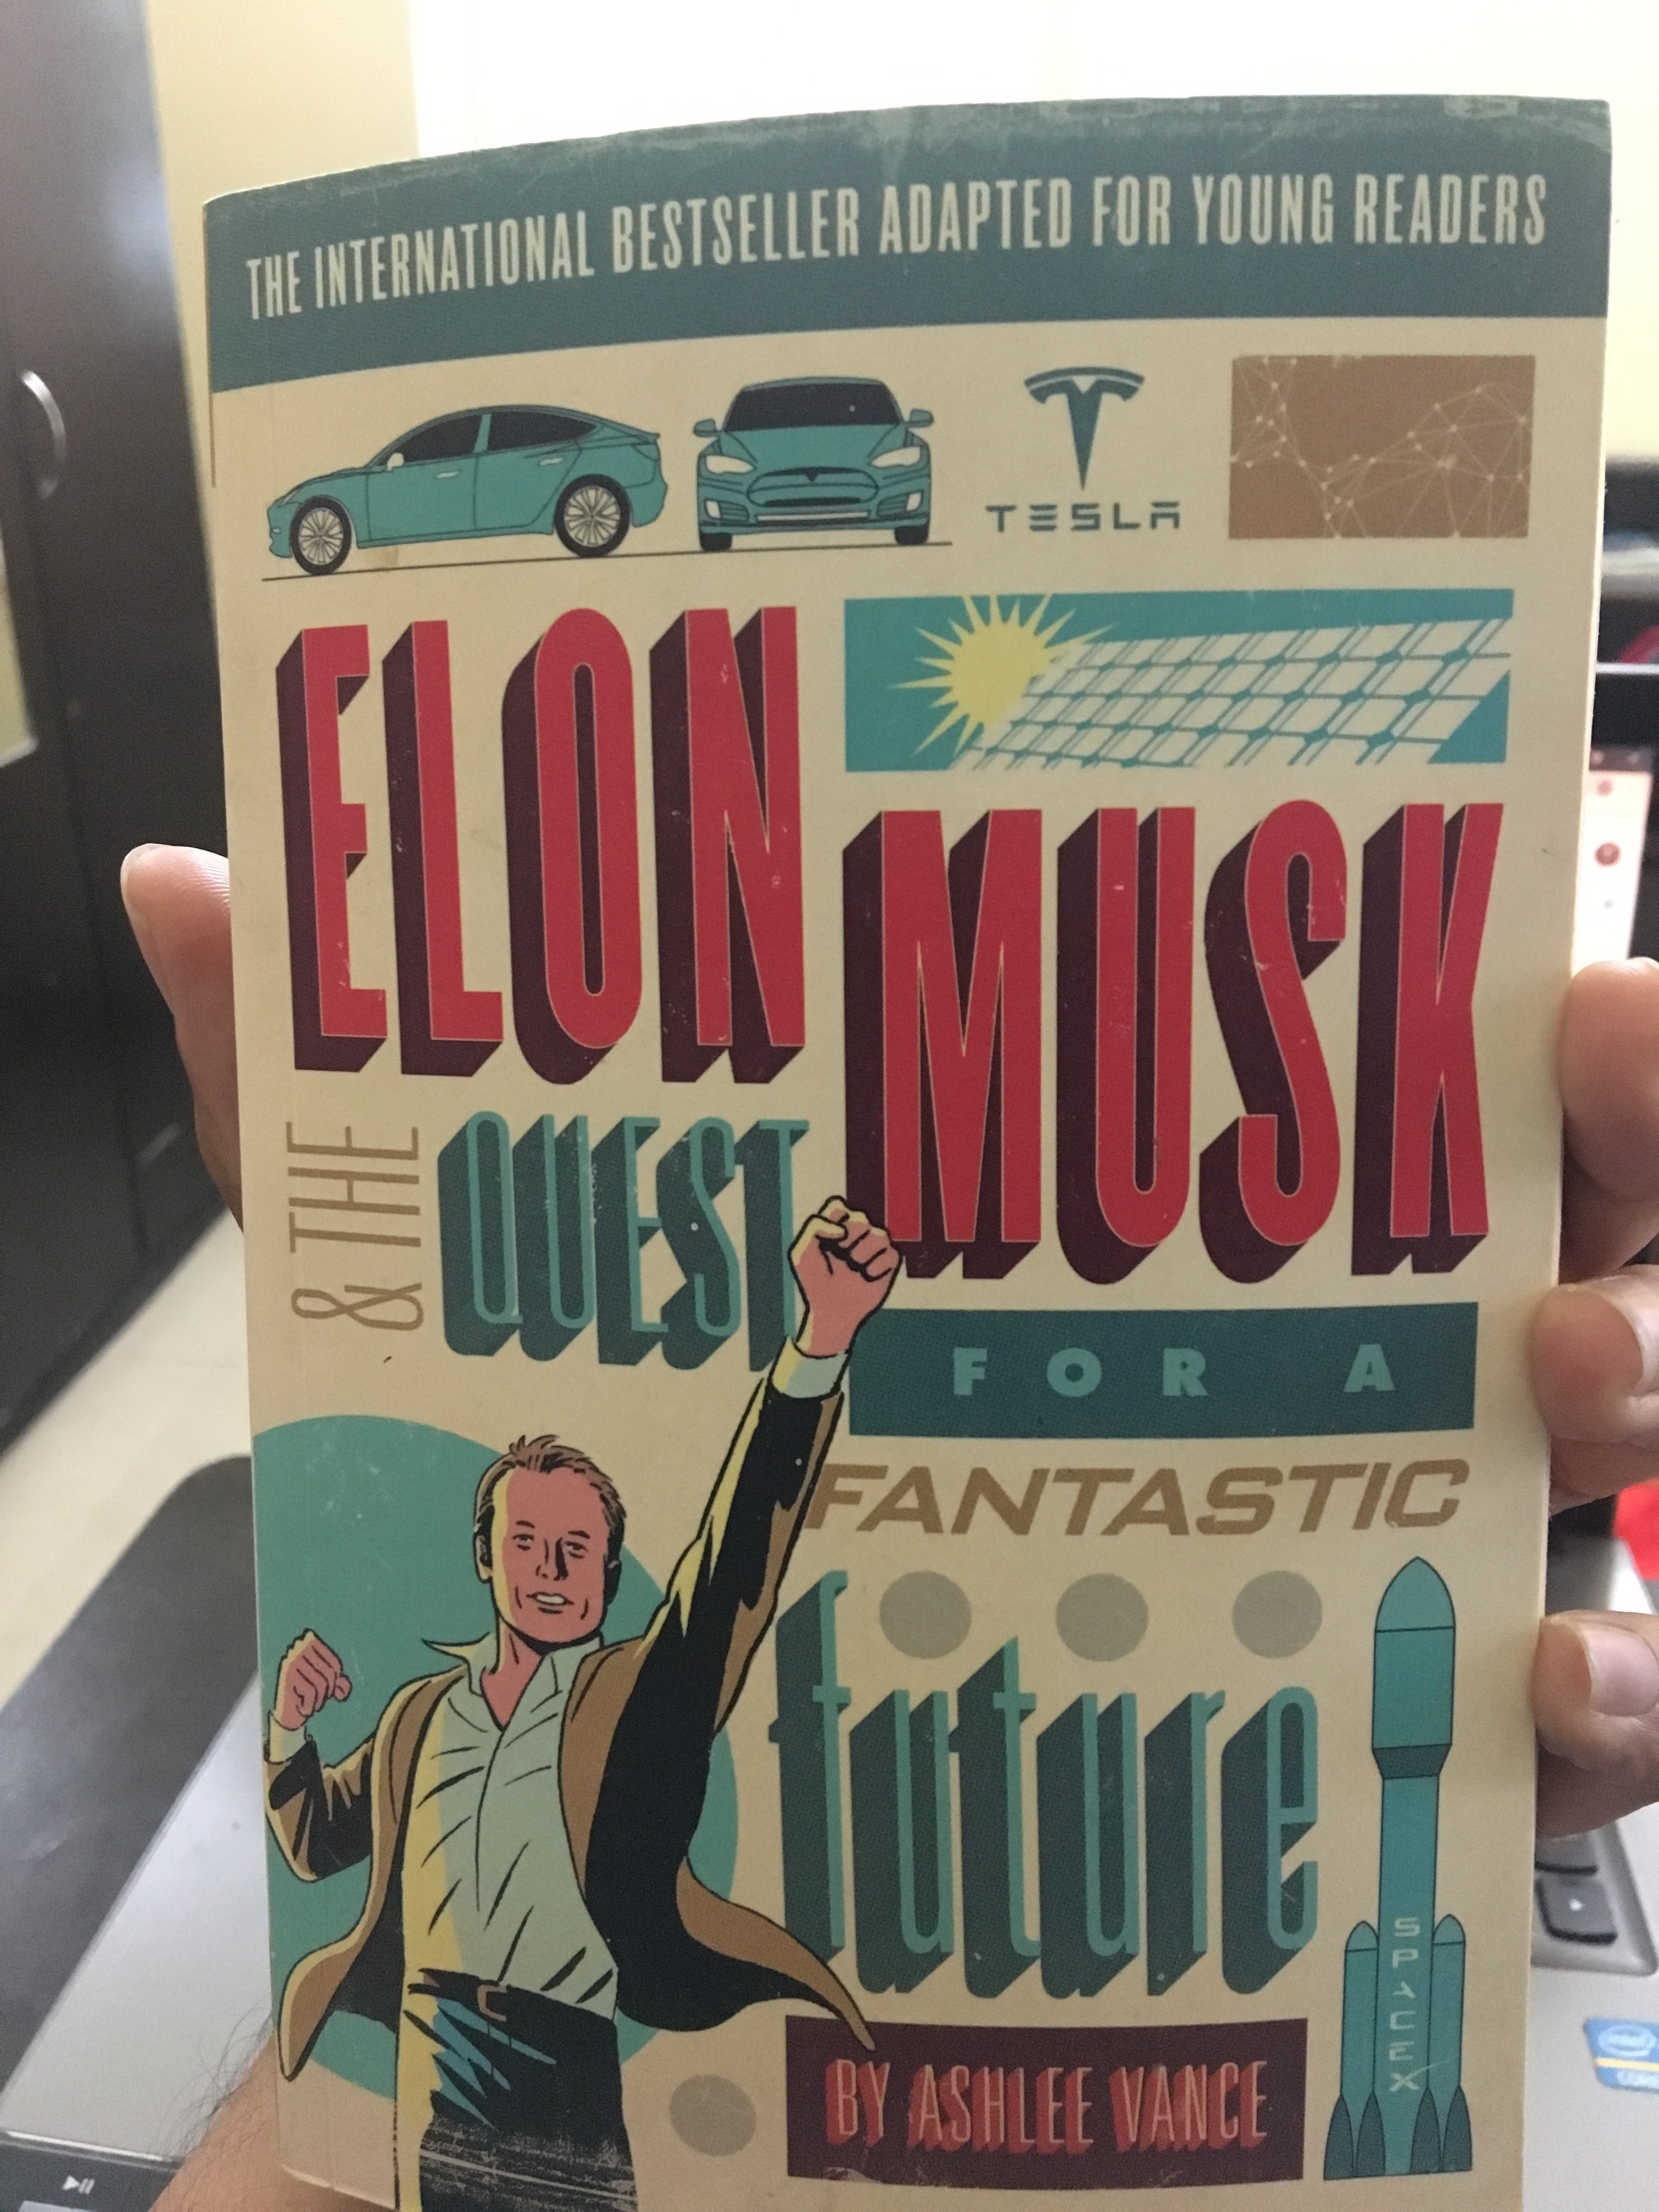 THE INTERNATIONAL BESTSELLER ADAPTED FOR YOUNG READERS
TESLA
ELON
MUSK
& THE
QUEST
FOR A
FANTASTIC
future
SPACEX
BY ASHLEE VANCE
intel